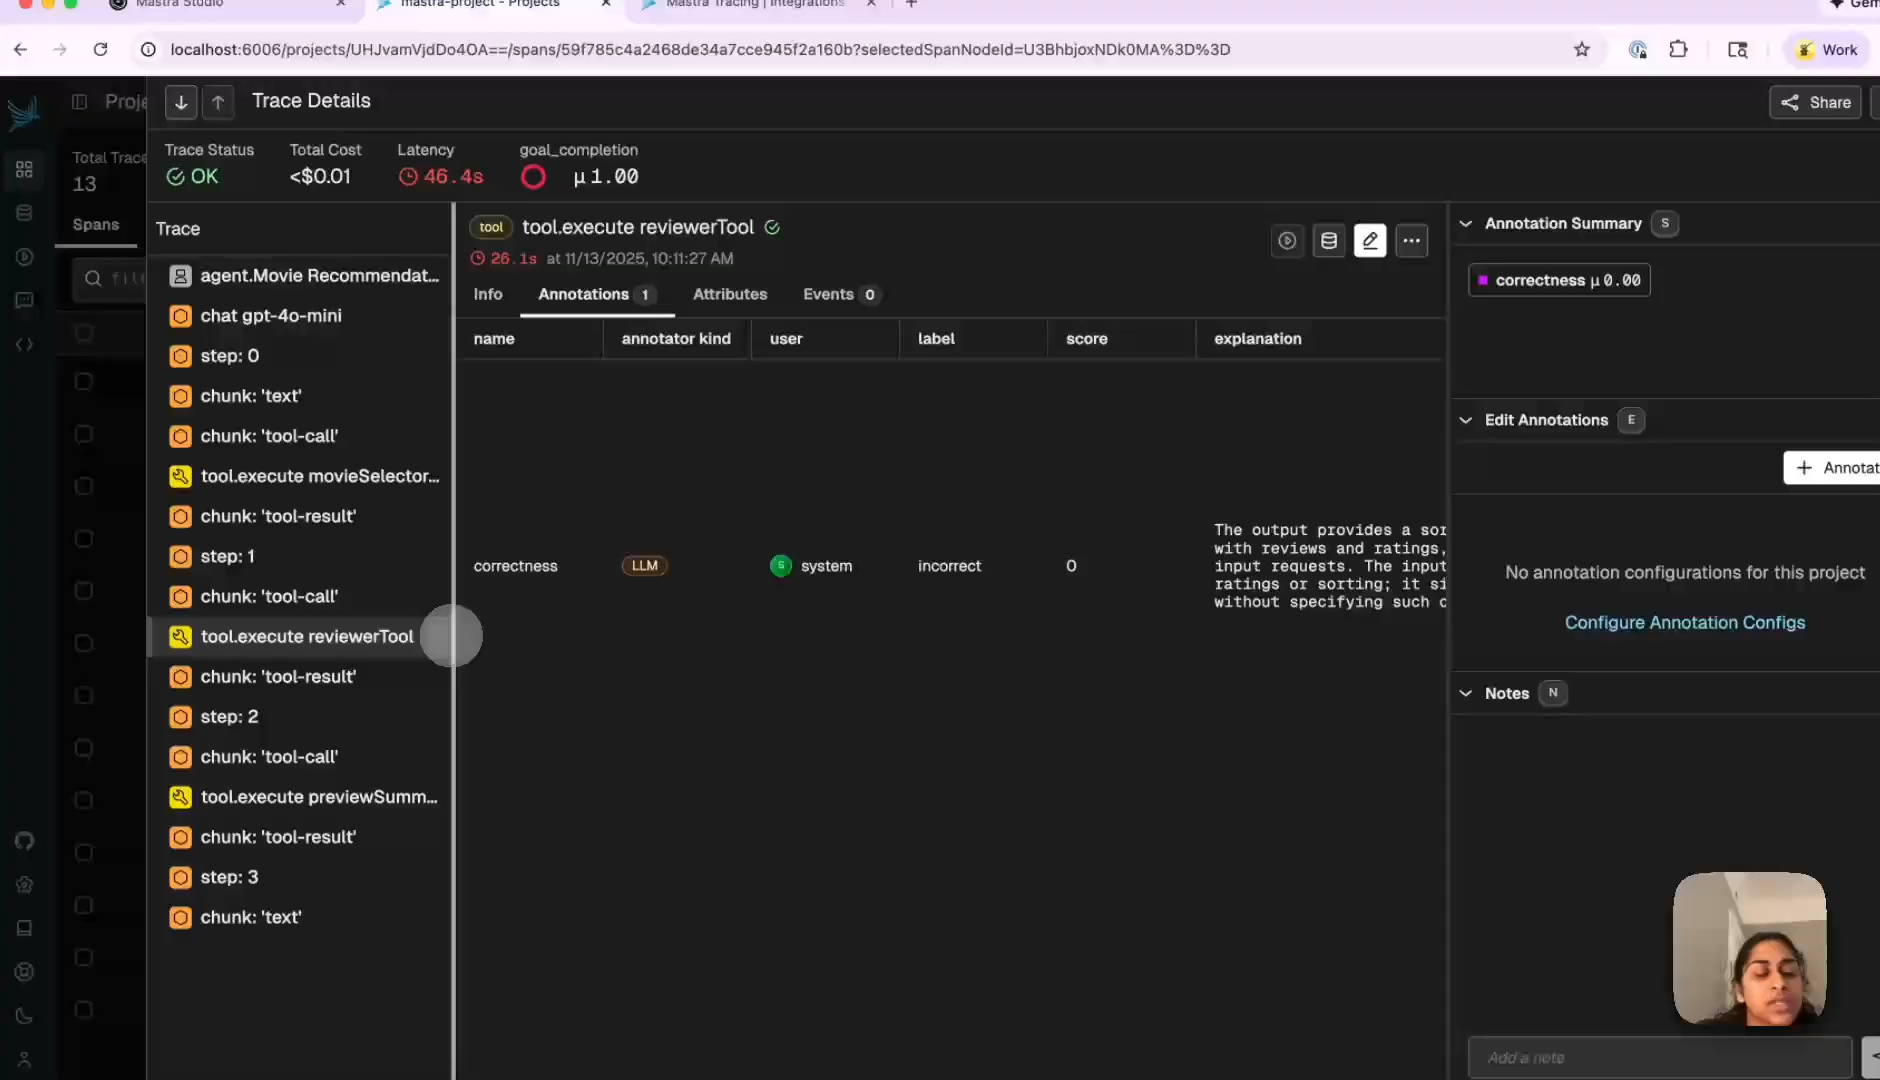 Mastra Studio
mastra-project - Projects
Mastra Tracing | Integrations
Gem
localhost:6006/projects/UHJvamVjdDo4OA==/spans/59f785c4a2468de34a7cce945f2a160b?selectedSpanNodeId=U3BhbjoxNDk0MA%3D%3D
Work
Proje
Trace Details
Share
Total Trace
13
Trace Status
OK
Total Cost
<$0.01
Latency
46.4s
goal_completion
μ 1.00
Spans
Trace
agent.Movie Recommendat...
chat gpt-4o-mini
step: 0
chunk: 'text'
chunk: 'tool-call'
tool.execute movieSelector...
chunk: 'tool-result'
step: 1
chunk: 'tool-call'
tool.execute reviewerTool
chunk: 'tool-result'
step: 2
chunk: 'tool-call'
tool.execute previewSumm...
chunk: 'tool-result'
step: 3
chunk: 'text'
tool tool.execute reviewerTool
26.1s at 11/13/2025, 10:11:27 AM
Info Annotations 1 Attributes Events 0
name annotator kind user label score explanation
correctness LLM S system incorrect 0
The output provides a sor
with reviews and ratings,
input requests. The input
ratings or sorting; it si
without specifying such c
Annotation Summary S
correctness μ 0.00
Edit Annotations E
+ Annotat
No annotation configurations for this project
Configure Annotation Configs
Notes N
Add a note